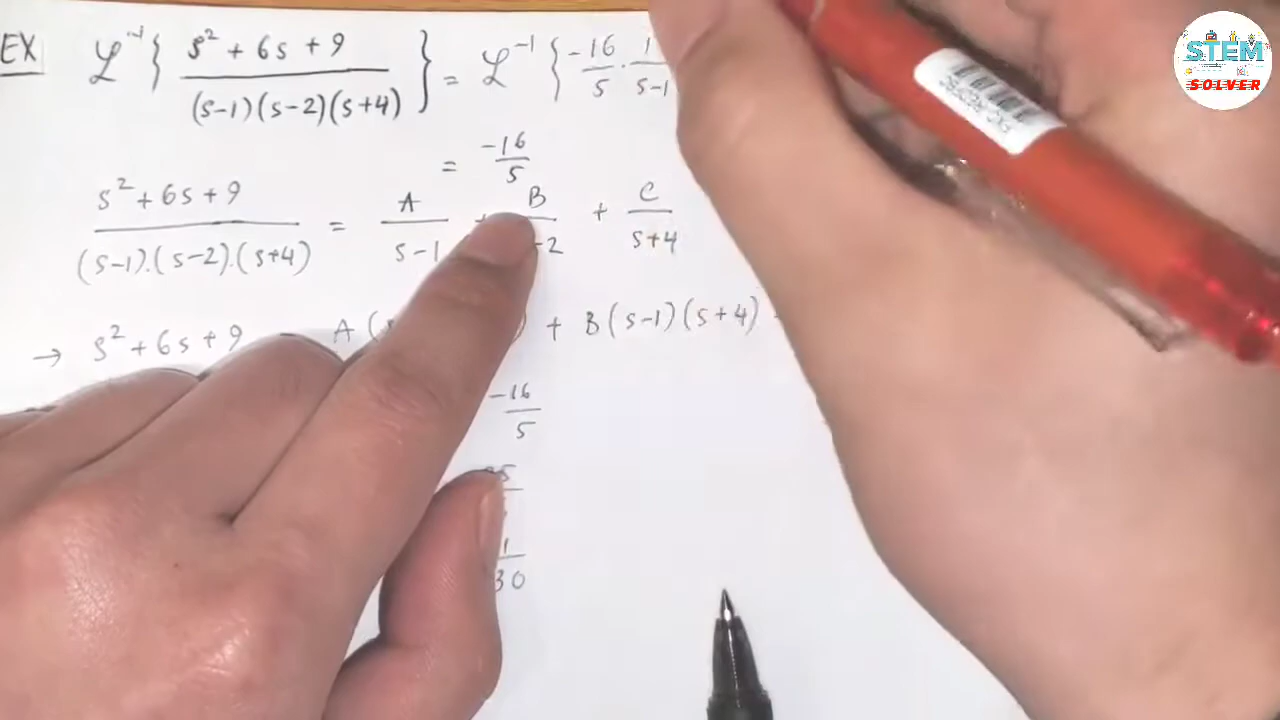 EX ℒ⁻¹ { s² + 6s + 9 / (s-1)(s-2)(s+4) } = ℒ⁻¹ { -16/5 · 1/s-1
= -16/5
s² + 6s + 9 / (s-1).(s-2).(s+4) = A / s-1 + B / -2 + C / s+4
→ s² + 6s + 9 A ( ) + B (s-1)(s+4)
-16/5
1/30
STEM
SOLVER